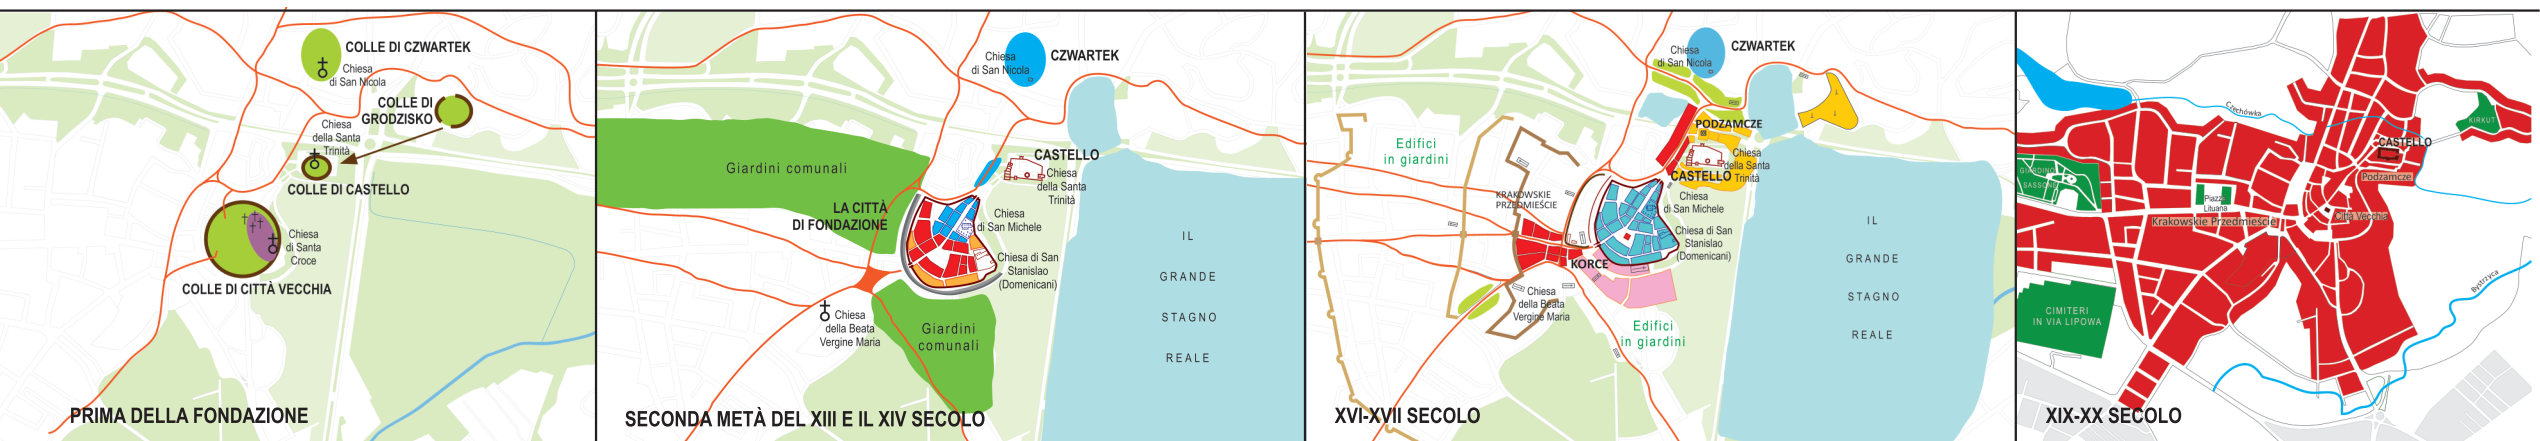 COLLE DI CZWARTEK
Chiesa
di San Nicola
COLLE DI
GRODZISKO
Chiesa
della Santa
Trinità
COLLE DI CASTELLO
Chiesa
di Santa
Croce
COLLE DI CITTÀ VECCHIA
PRIMA DELLA FONDAZIONE
Chiesa
di San Nicola
CZWARTEK
Giardini comunali
CASTELLO
Chiesa
della Santa
Trinità
LA CITTÀ
DI FONDAZIONE
Chiesa
di San Michele
Chiesa di San
Stanislao
(Domenicani)
Chiesa
della Beata
Vergine Maria
Giardini
comunali
IL
GRANDE
STAGNO
REALE
SECONDA METÀ DEL XIII E IL XIV SECOLO
Chiesa
di San Nicola
CZWARTEK
Edifici
in giardini
PODZAMCZE
Chiesa
della Santa
Trinità
CASTELLO
KRAKOWSKIE
PRZEDMIEŚCIE
Chiesa
di San Michele
Chiesa di San
Stanislao
(Domenicani)
KORCE
Chiesa
della Beata
Vergine Maria
Edifici
in giardini
IL
GRANDE
STAGNO
REALE
XVI-XVII SECOLO
Czechówka
KIRKUT
CASTELLO
Podzamcze
GIARDINO
SASSONE
Piazza
Lituana
Città Vecchia
Krakowskie Przedmieście
Bystrzyca
CIMITERI
IN VIA LIPOWA
XIX-XX SECOLO